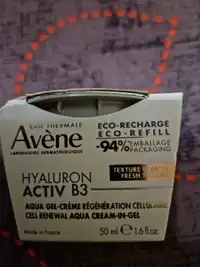 EAU THERMALE
Avène
LABORATOIRE DERMATOLOGIQUE
ECO-RECHARGE
ECO-REFILL
-94% EMBALLAGE
PACKAGING
TEXTURE
FRESH
HYALURON
ACTIV B3
AQUA GEL-CRÈME RÉGÉNÉRATION CELLULAIRE
CELL RENEWAL AQUA CREAM-IN-GEL
Made in France
50 ml ℮ 1.6 fl.oz.